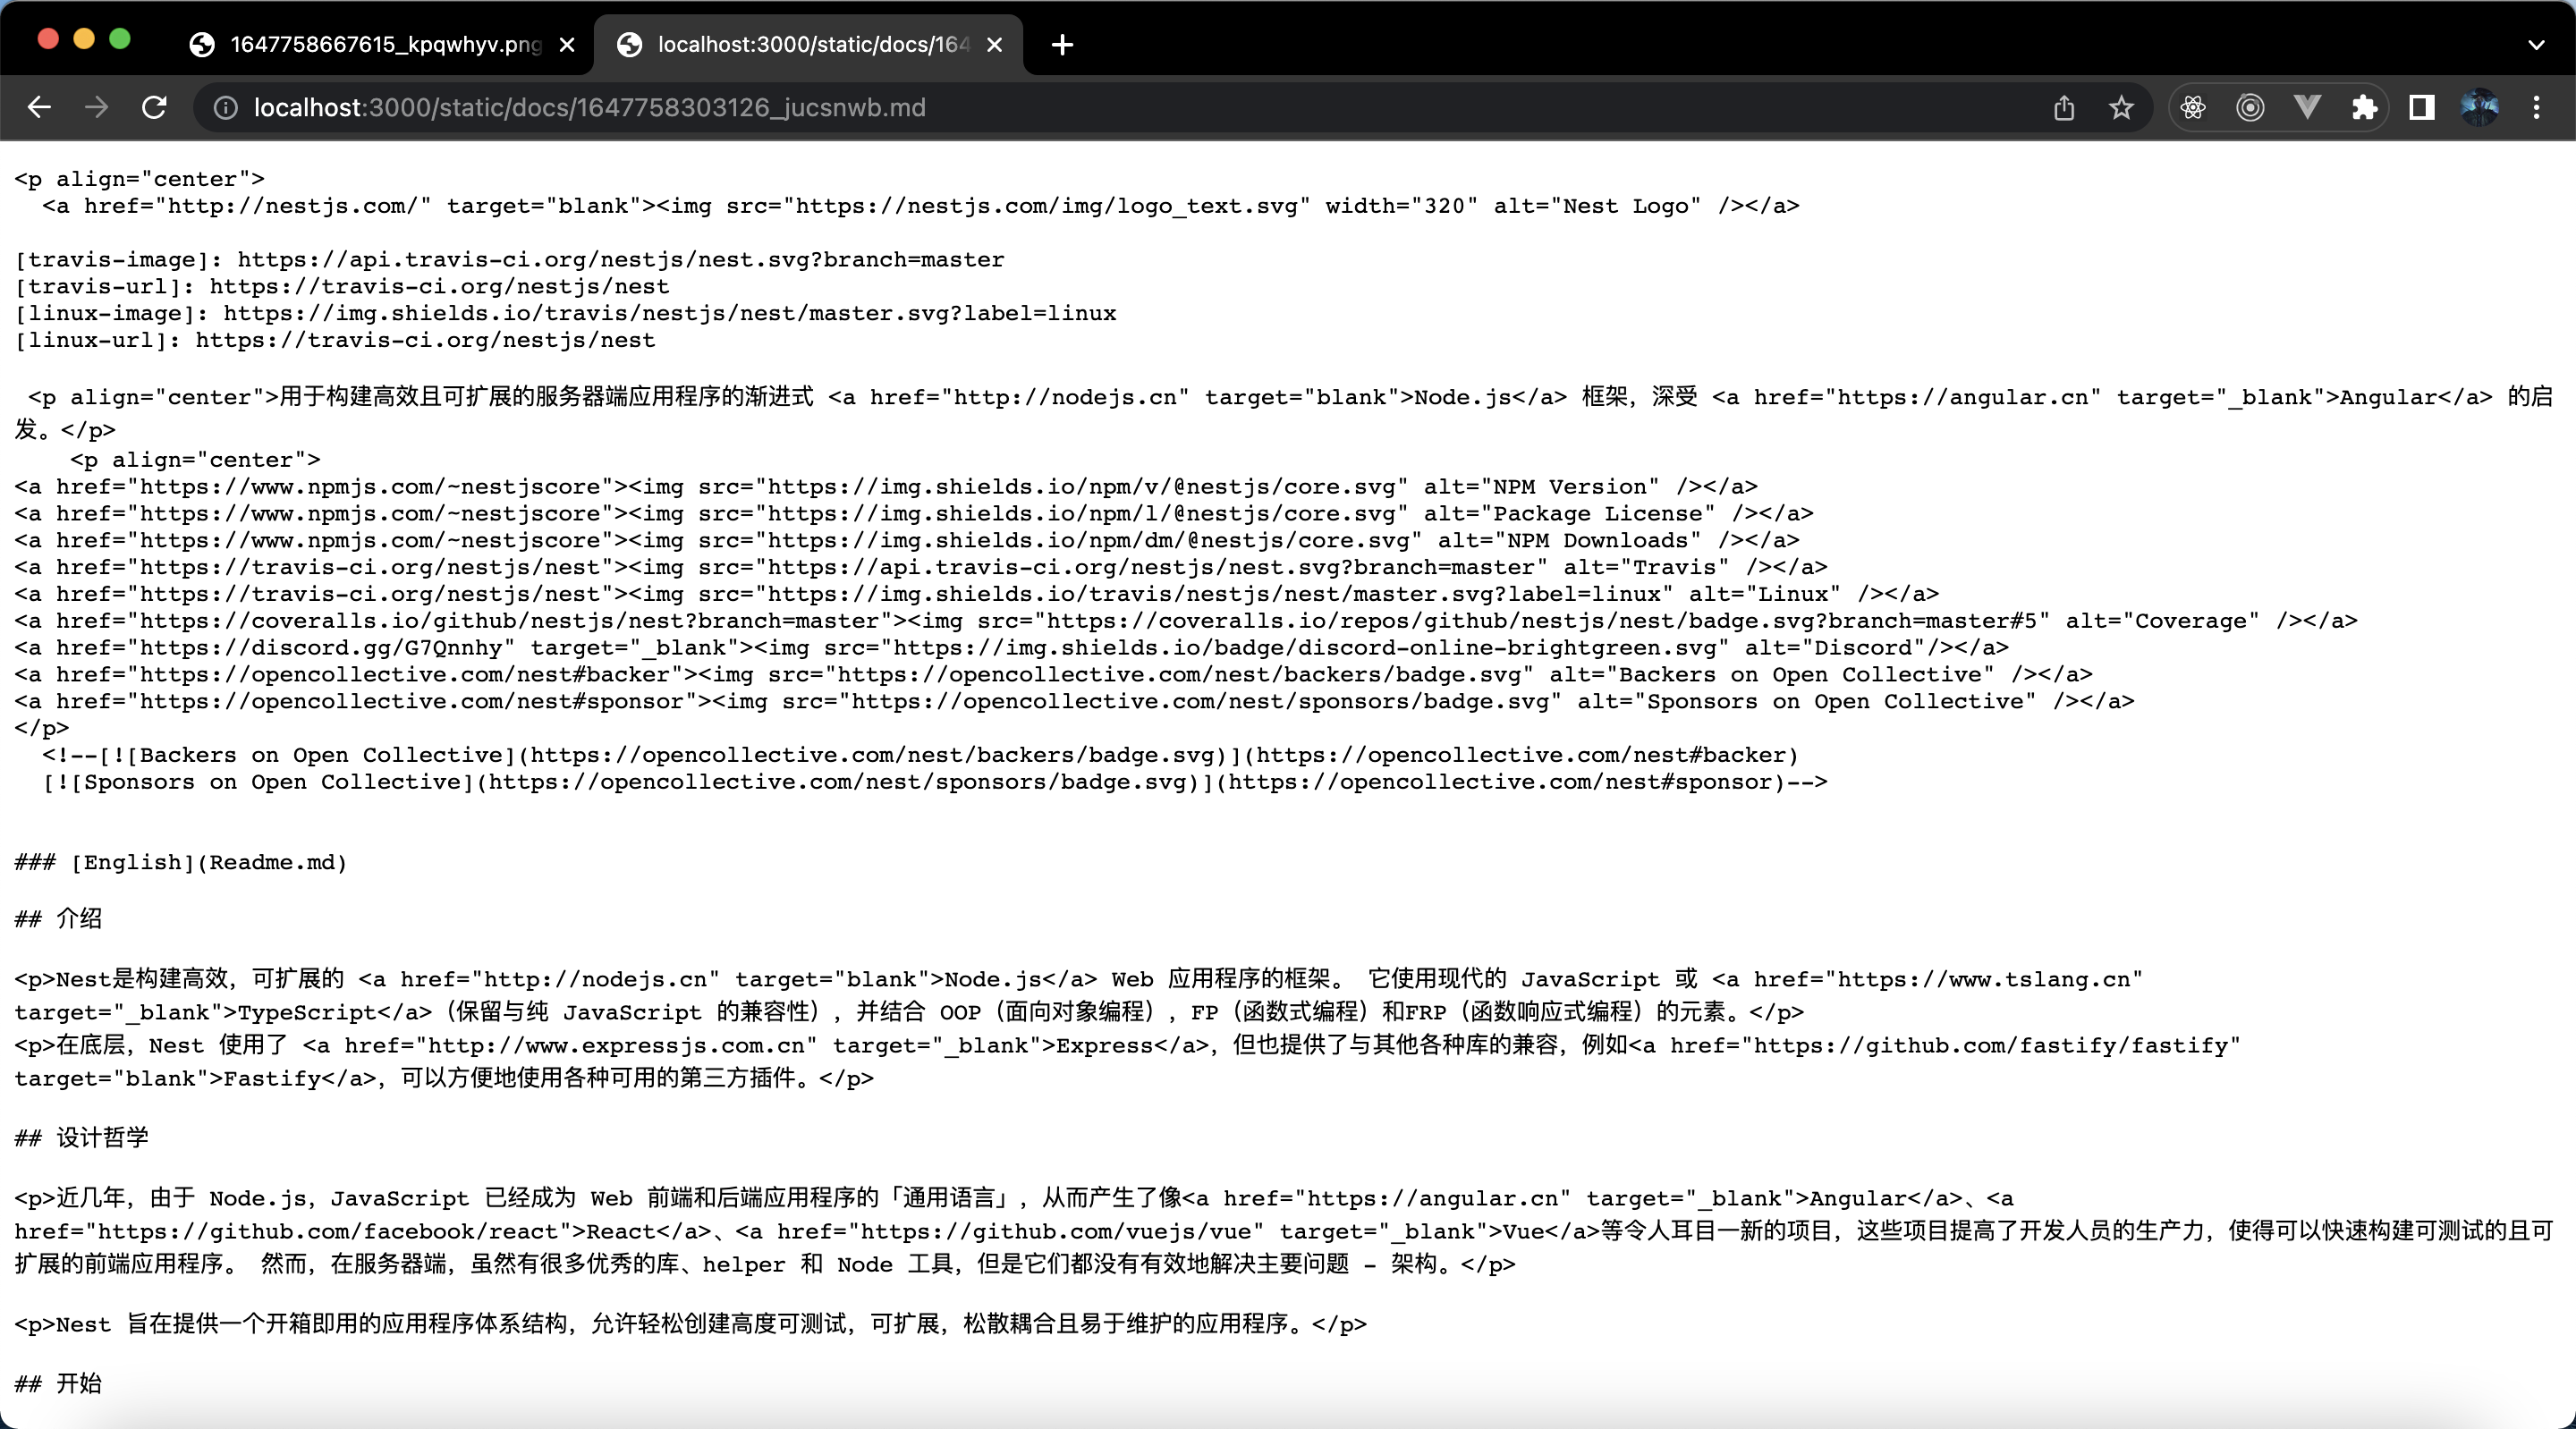 1647758667615_kpqwhyv.png
localhost:3000/static/docs/164
localhost:3000/static/docs/1647758303126_jucsnwb.md
<p align="center">
  <a href="http://nestjs.com/" target="blank"><img src="https://nestjs.com/img/logo_text.svg" width="320" alt="Nest Logo" /></a>
[travis-image]: https://api.travis-ci.org/nestjs/nest.svg?branch=master
[travis-url]: https://travis-ci.org/nestjs/nest
[linux-image]: https://img.shields.io/travis/nestjs/nest/master.svg?label=linux
[linux-url]: https://travis-ci.org/nestjs/nest
 <p align="center">用于构建高效且可扩展的服务器端应用程序的渐进式 <a href="http://nodejs.cn" target="blank">Node.js</a> 框架，深受 <a href="https://angular.cn" target="_blank">Angular</a> 的启
发。</p>
    <p align="center">
<a href="https://www.npmjs.com/~nestjscore"><img src="https://img.shields.io/npm/v/@nestjs/core.svg" alt="NPM Version" /></a>
<a href="https://www.npmjs.com/~nestjscore"><img src="https://img.shields.io/npm/l/@nestjs/core.svg" alt="Package License" /></a>
<a href="https://www.npmjs.com/~nestjscore"><img src="https://img.shields.io/npm/dm/@nestjs/core.svg" alt="NPM Downloads" /></a>
<a href="https://travis-ci.org/nestjs/nest"><img src="https://api.travis-ci.org/nestjs/nest.svg?branch=master" alt="Travis" /></a>
<a href="https://travis-ci.org/nestjs/nest"><img src="https://img.shields.io/travis/nestjs/nest/master.svg?label=linux" alt="Linux" /></a>
<a href="https://coveralls.io/github/nestjs/nest?branch=master"><img src="https://coveralls.io/repos/github/nestjs/nest/badge.svg?branch=master#5" alt="Coverage" /></a>
<a href="https://discord.gg/G7Qnnhy" target="_blank"><img src="https://img.shields.io/badge/discord-online-brightgreen.svg" alt="Discord"/></a>
<a href="https://opencollective.com/nest#backer"><img src="https://opencollective.com/nest/backers/badge.svg" alt="Backers on Open Collective" /></a>
<a href="https://opencollective.com/nest#sponsor"><img src="https://opencollective.com/nest/sponsors/badge.svg" alt="Sponsors on Open Collective" /></a>
</p>
  <!--[![Backers on Open Collective](https://opencollective.com/nest/backers/badge.svg)](https://opencollective.com/nest#backer)
  [![Sponsors on Open Collective](https://opencollective.com/nest/sponsors/badge.svg)](https://opencollective.com/nest#sponsor)-->
### [English](Readme.md)
## 介绍
<p>Nest是构建高效，可扩展的 <a href="http://nodejs.cn" target="blank">Node.js</a> Web 应用程序的框架。 它使用现代的 JavaScript 或 <a href="https://www.tslang.cn"
target="_blank">TypeScript</a>（保留与纯 JavaScript 的兼容性），并结合 OOP（面向对象编程），FP（函数式编程）和FRP（函数响应式编程）的元素。</p>
<p>在底层，Nest 使用了 <a href="http://www.expressjs.com.cn" target="_blank">Express</a>，但也提供了与其他各种库的兼容，例如<a href="https://github.com/fastify/fastify"
target="blank">Fastify</a>，可以方便地使用各种可用的第三方插件。</p>
## 设计哲学
<p>近几年，由于 Node.js，JavaScript 已经成为 Web 前端和后端应用程序的「通用语言」，从而产生了像<a href="https://angular.cn" target="_blank">Angular</a>、<a
href="https://github.com/facebook/react">React</a>、<a href="https://github.com/vuejs/vue" target="_blank">Vue</a>等令人耳目一新的项目，这些项目提高了开发人员的生产力，使得可以快速构建可测试的且可
扩展的前端应用程序。 然而，在服务器端，虽然有很多优秀的库、helper 和 Node 工具，但是它们都没有有效地解决主要问题 - 架构。</p>
<p>Nest 旨在提供一个开箱即用的应用程序体系结构，允许轻松创建高度可测试，可扩展，松散耦合且易于维护的应用程序。</p>
## 开始